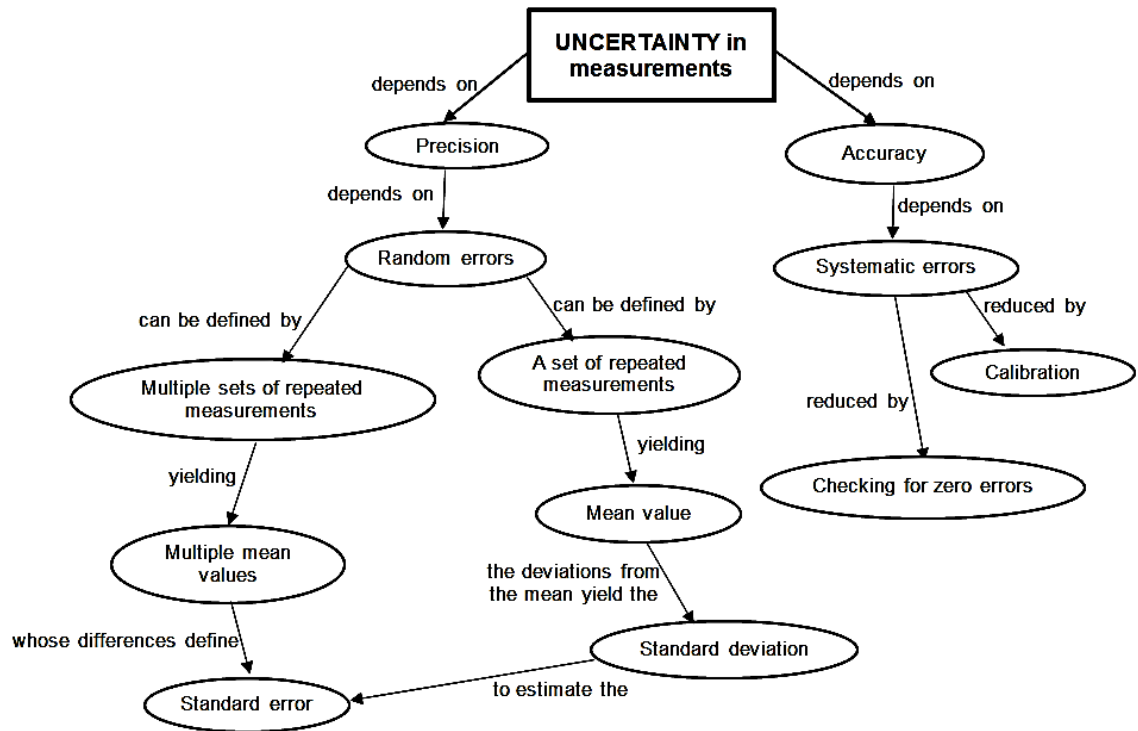 UNCERTAINTY in
measurements
depends on
depends on
Precision
Accuracy
depends on
depends on
Random errors
Systematic errors
can be defined by
can be defined by
reduced by
Multiple sets of repeated
measurements
A set of repeated
measurements
Calibration
reduced by
yielding
yielding
Checking for zero errors
Mean value
Multiple mean
values
the deviations from
the mean yield the
whose differences define
Standard deviation
to estimate the
Standard error